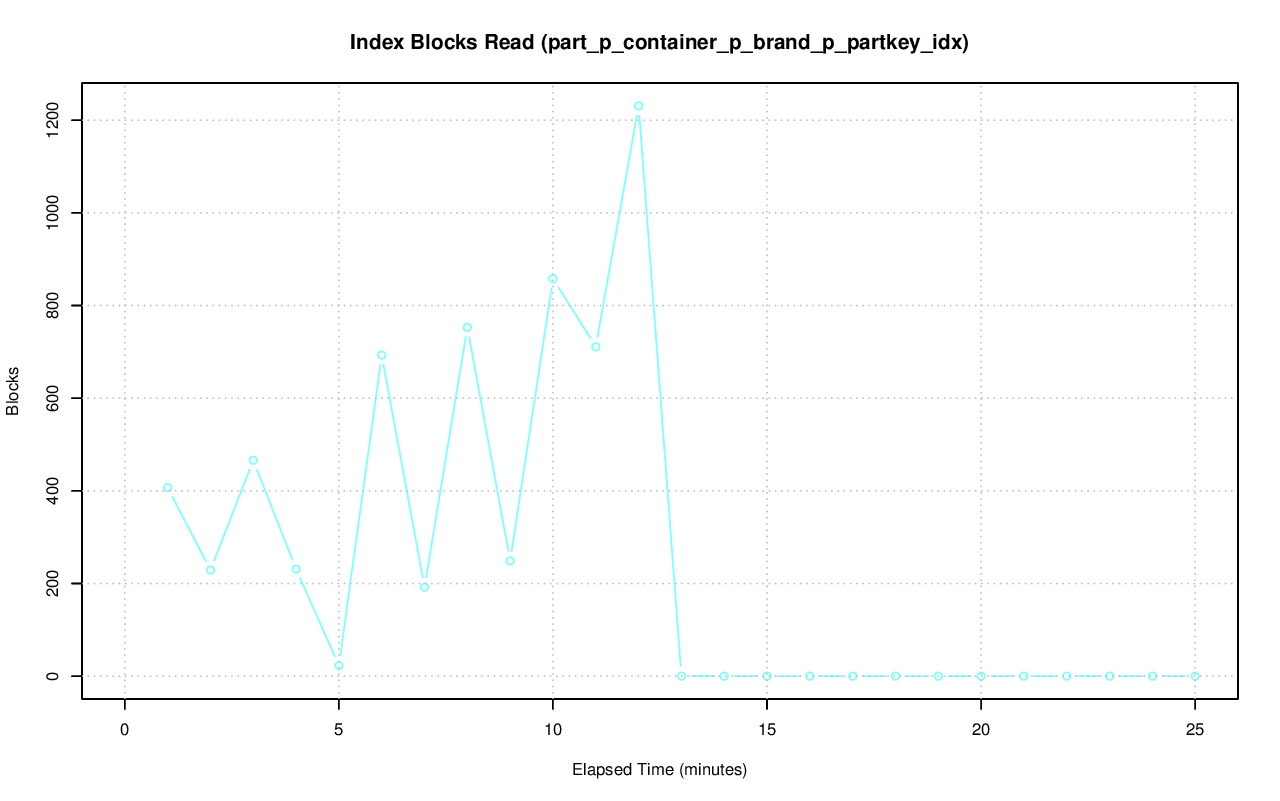 Index Blocks Read (part_p_container_p_brand_p_partkey_idx)
1200
1000
800
600
400
200
0
Blocks
0 5 10 15 20 25
Elapsed Time (minutes)